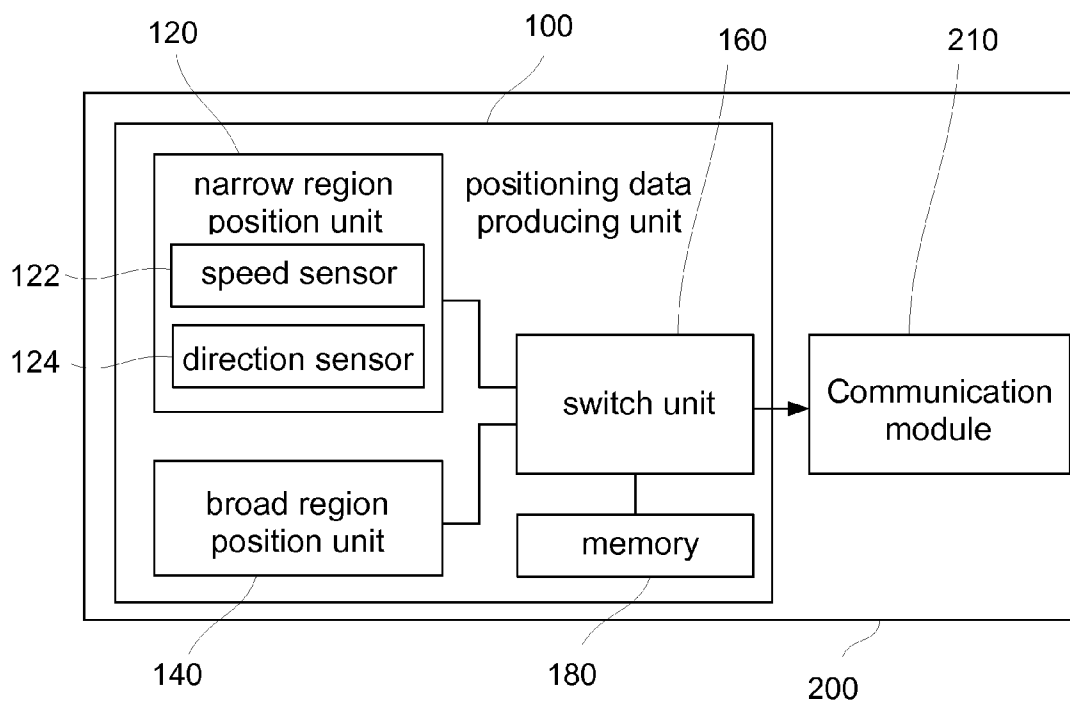 120
100
160
210
narrow region
position unit
positioning data
producing unit
122
speed sensor
124
direction sensor
switch unit
Communication
module
broad region
position unit
memory
140
180
200